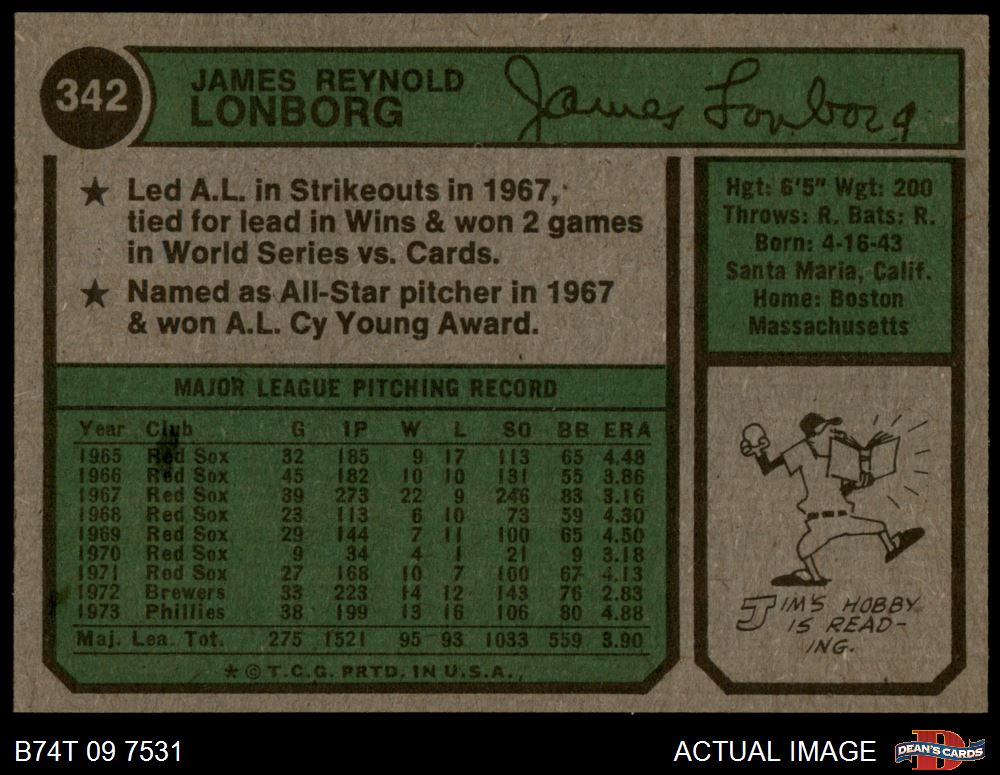 342
JAMES REYNOLD
LONBORG
James Lonborg
★ Led A.L. in Strikeouts in 1967,
tied for lead in Wins & won 2 games
in World Series vs. Cards.
★ Named as All-Star pitcher in 1967
& won A.L. Cy Young Award.
Hgt: 6'5" Wgt: 200
Throws: R. Bats: R.
Born: 4-16-43
Santa Maria, Calif.
Home: Boston
Massachusetts
MAJOR LEAGUE PITCHING RECORD
Year Club G IP W L SO BB ERA
1965 Red Sox 32 185 9 17 113 65 4.48
1966 Red Sox 45 182 10 10 131 55 3.86
1967 Red Sox 39 273 22 9 246 83 3.16
1968 Red Sox 23 113 6 10 73 59 4.30
1969 Red Sox 29 144 7 11 100 65 4.50
1970 Red Sox 9 34 4 1 21 9 3.18
1971 Red Sox 27 168 10 7 100 67 4.13
1972 Brewers 33 223 14 12 143 76 2.83
1973 Phillies 38 199 13 16 106 80 4.88
Maj. Lea. Tot. 275 1521 95 93 1033 559 3.90
* © T.C.G. PRTD. IN U.S.A.
JIM'S HOBBY
IS READ-
ING.
B74T 09 7531
ACTUAL IMAGE
D
DEAN'S CARDS